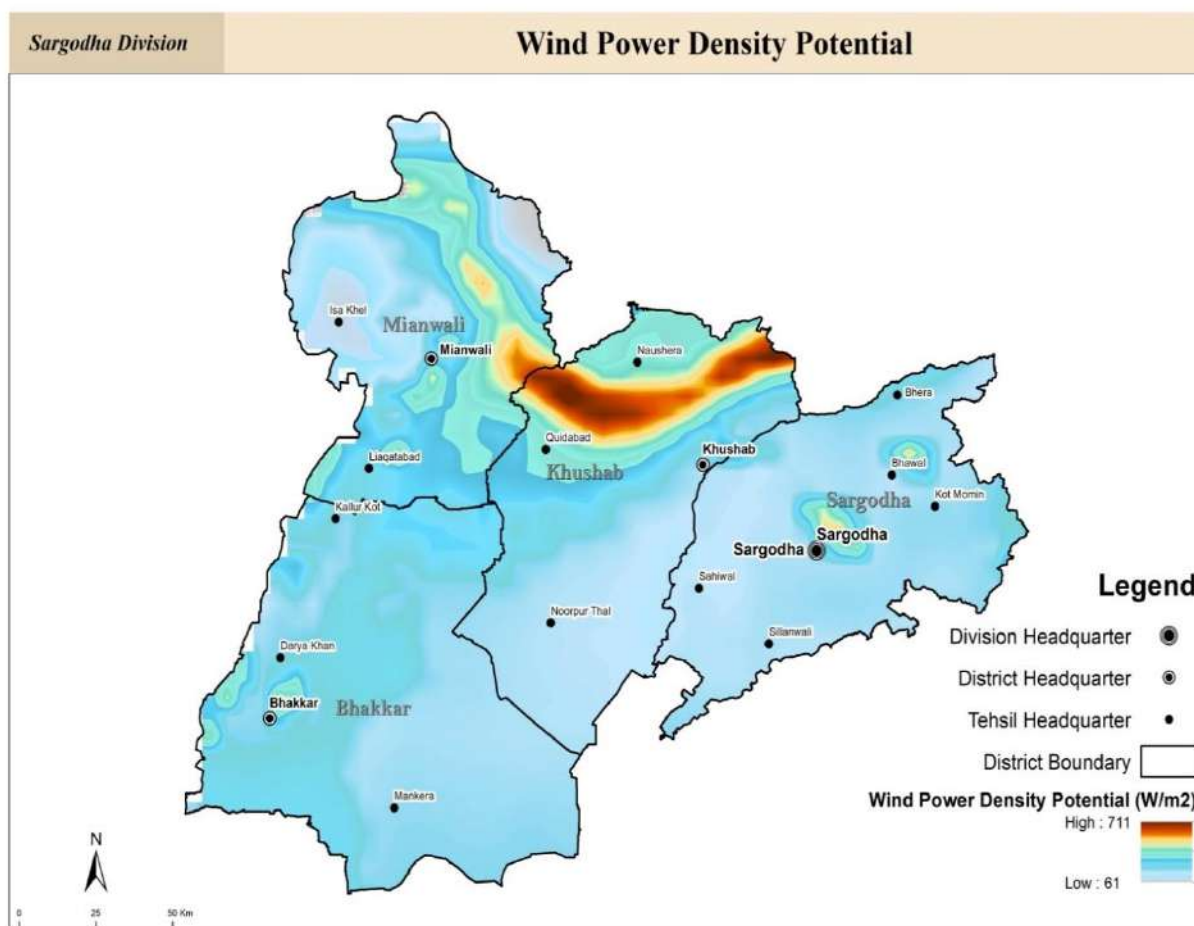 Sargodha Division
Wind Power Density Potential
Isa Khel
Mianwali
Mianwali
Naushera
Bhera
Quidabad
Khushab
Khushab
Liaqatabad
Bhawal
Kot Momin
Sargodha
Sargodha
Sargodha
Kallur Kot
Sahiwal
Noorpur Thal
Sillanwali
Darya Khan
Bhakkar
Bhakkar
Mankera
Legend
Division Headquarter
District Headquarter
Tehsil Headquarter
District Boundary
Wind Power Density Potential (W/m2)
High : 711
Low : 61
N
0 25 50 Km